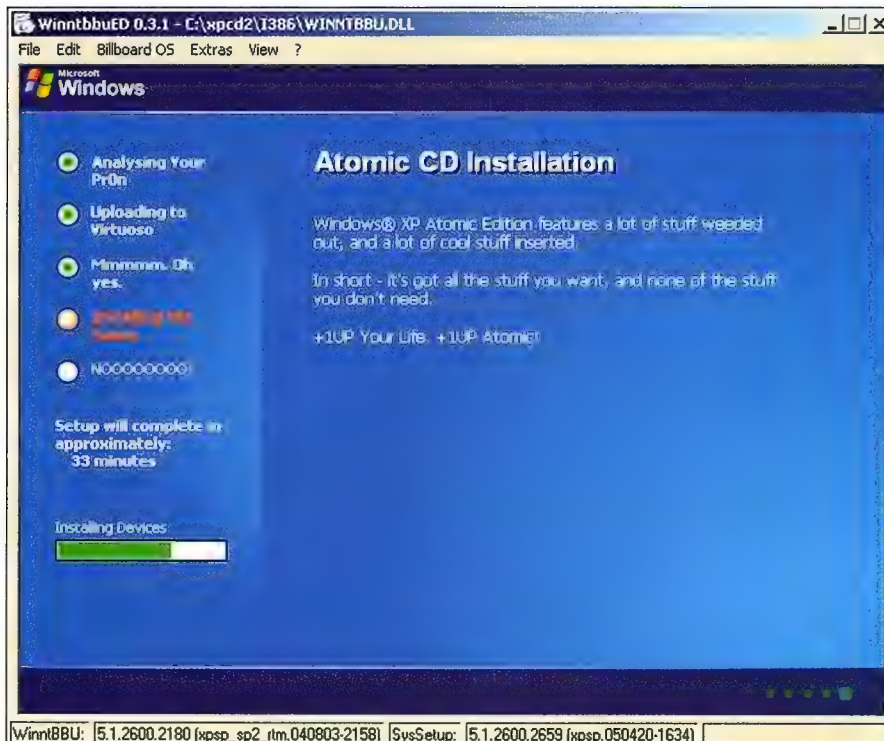 WinntbbuED 0.3.1 - C:\xpcd2\I386\WINNTBBU.DLL
File Edit Billboard OS Extras View ?
Microsoft
Windows
Analysing Your
Pr0n
Uploading to
Virtuoso
Mmmmmm. Oh
yes.
N000000000!
Setup will complete in
approximately:
33 minutes
Installing Devices
Atomic CD Installation
Windows® XP Atomic Edition features a lot of stuff weeded
out, and a lot of cool stuff inserted.
In short - it's got all the stuff you want, and none of the stuff
you don't need.
+1UP Your Life. +1UP Atomic!
WinntBBU: 5.1.2600.2180 (xpsp_sp2_rtm.040803-2158) SysSetup: 5.1.2600.2659 (xpsp.050420-1634)